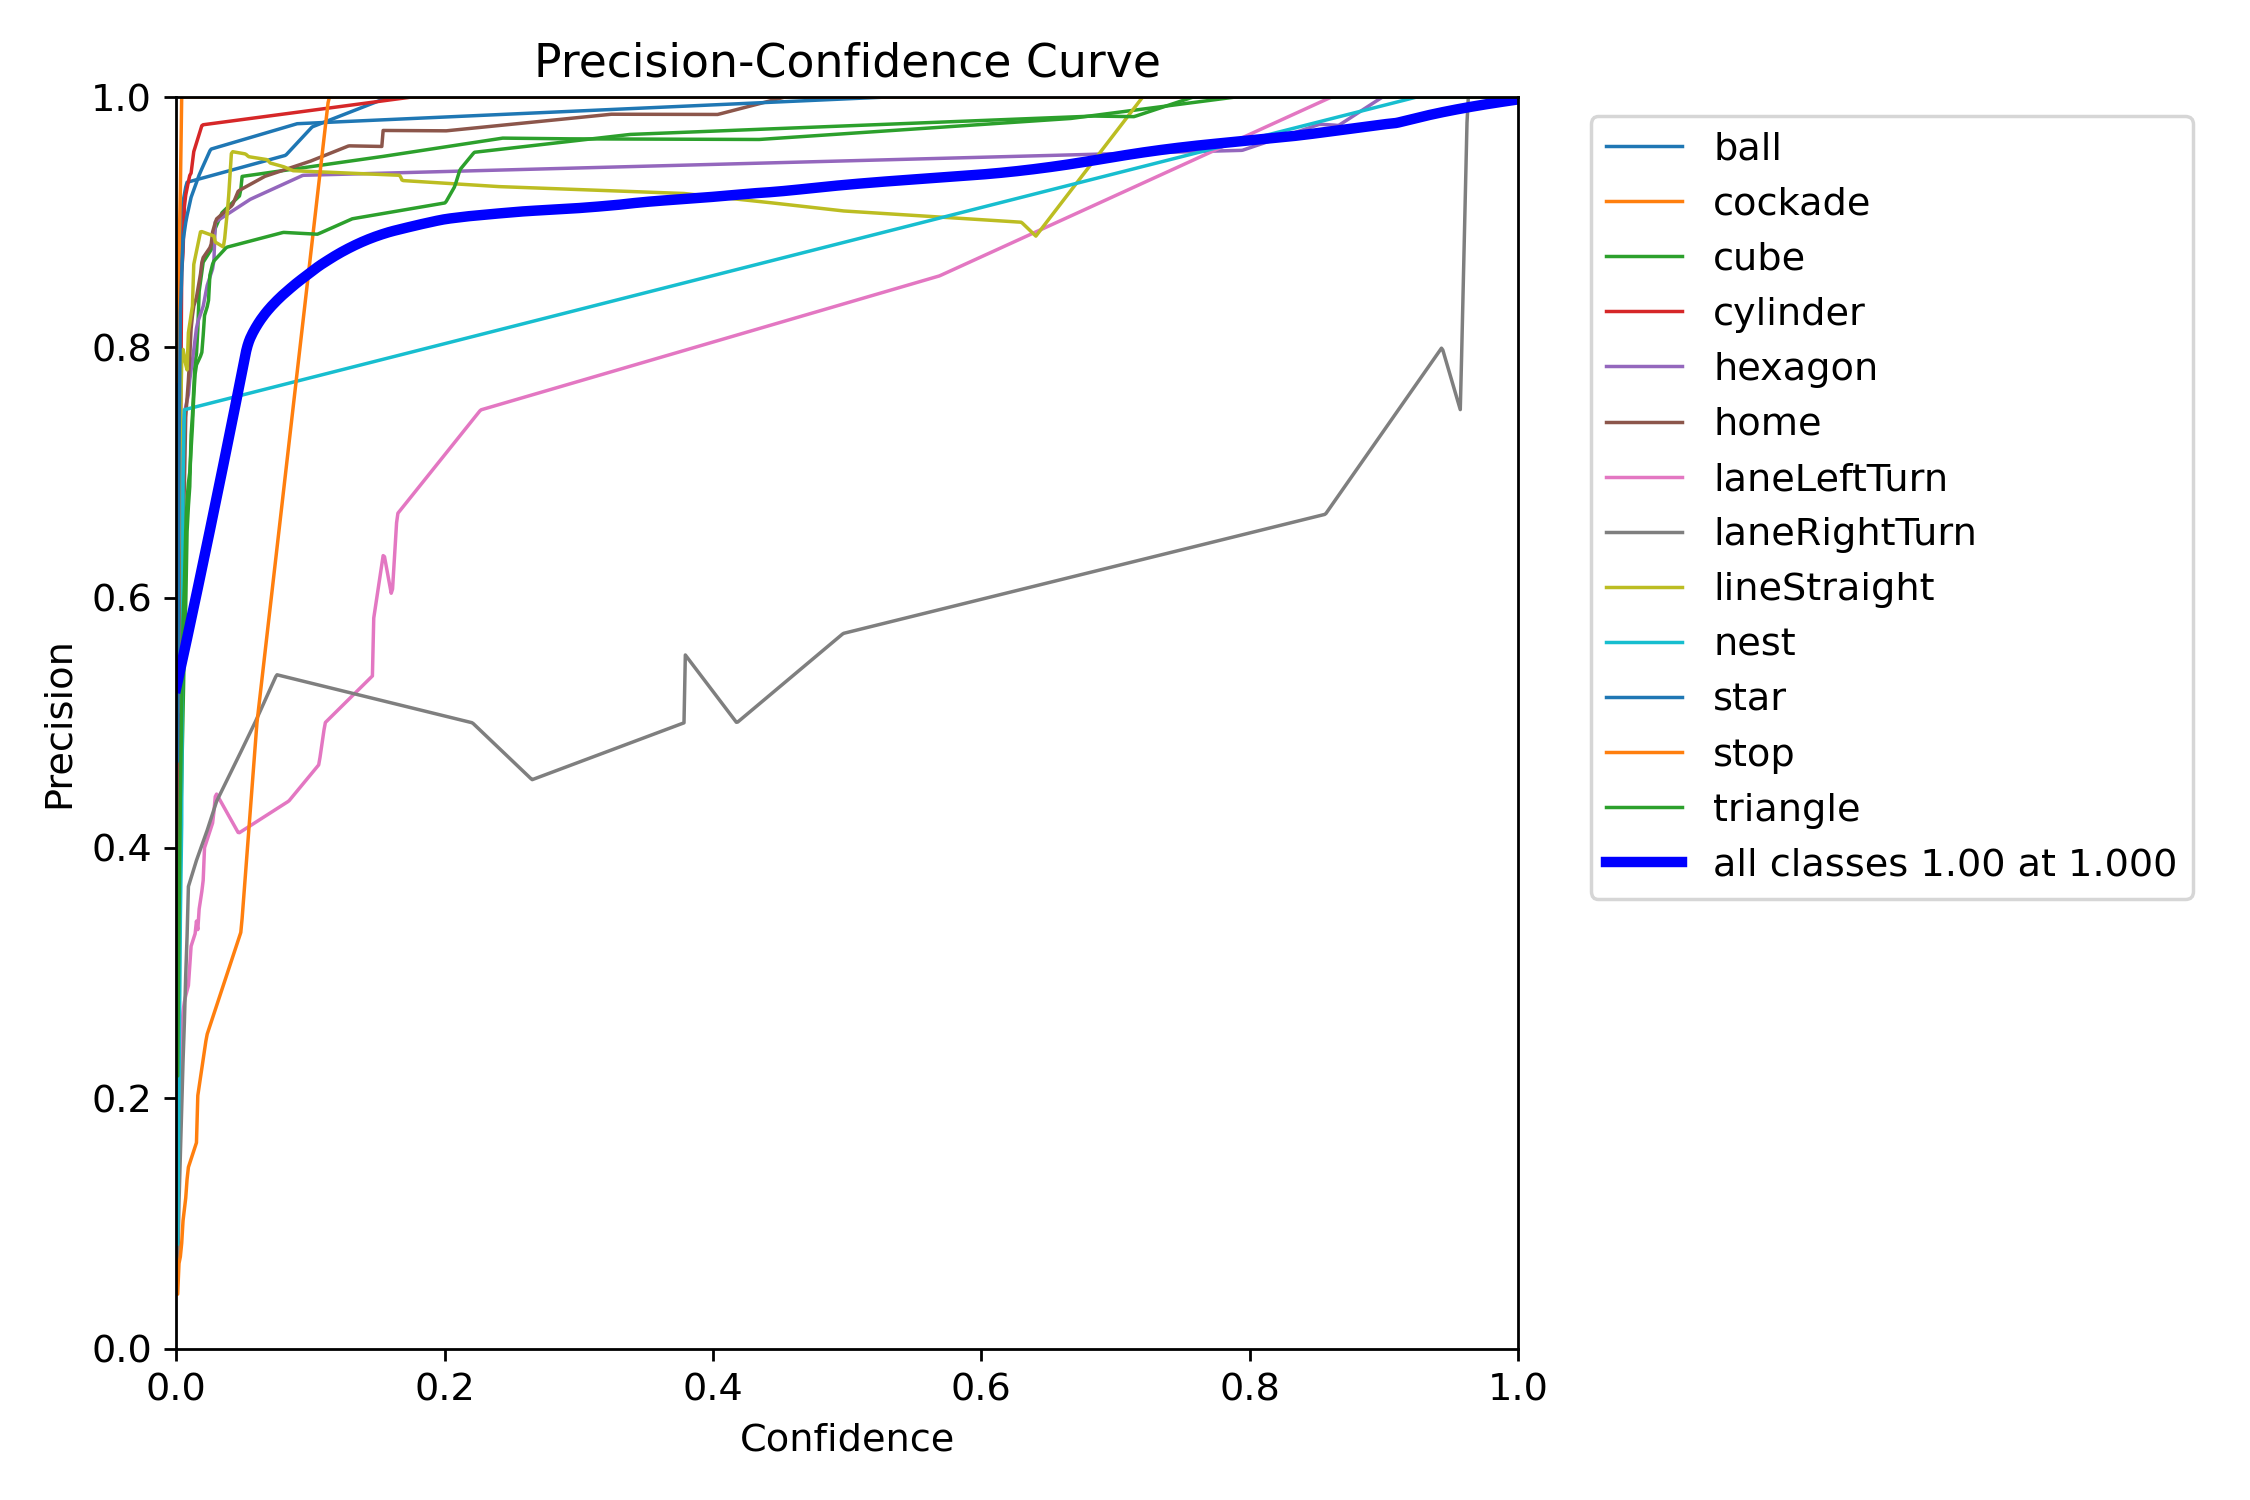 Precision-Confidence Curve
1.0
0.8
0.6
0.4
0.2
0.0
Precision
0.0 0.2 0.4 0.6 0.8 1.0
Confidence
ball
cockade
cube
cylinder
hexagon
home
laneLeftTurn
laneRightTurn
lineStraight
nest
star
stop
triangle
all classes 1.00 at 1.000